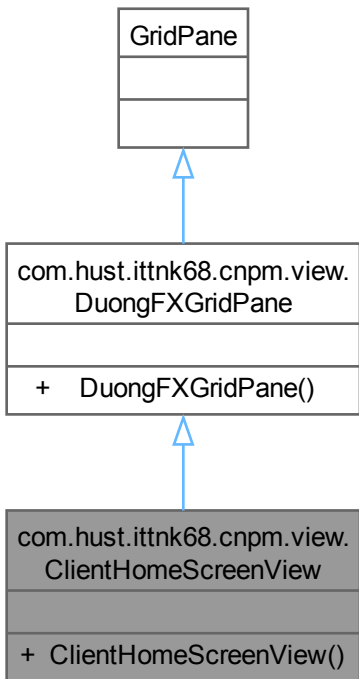 GridPane
com.hust.ittnk68.cnpm.view.
DuongFXGridPane
+ DuongFXGridPane()
com.hust.ittnk68.cnpm.view.
ClientHomeScreenView
+ ClientHomeScreenView()